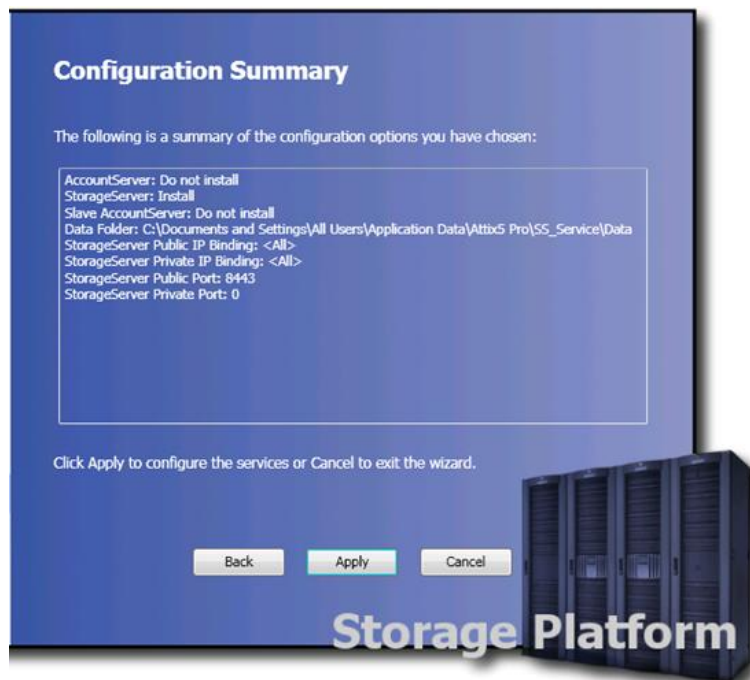 Configuration Summary
The following is a summary of the configuration options you have chosen:
AccountServer: Do not install
StorageServer: Install
Slave AccountServer: Do not install
Data Folder: C:\Documents and Settings\All Users\Application Data\Attix5 Pro\SS_Service\Data
StorageServer Public IP Binding: <All>
StorageServer Private IP Binding: <All>
StorageServer Public Port: 8443
StorageServer Private Port: 0
Click Apply to configure the services or Cancel to exit the wizard.
Back Apply Cancel
Storage Platform